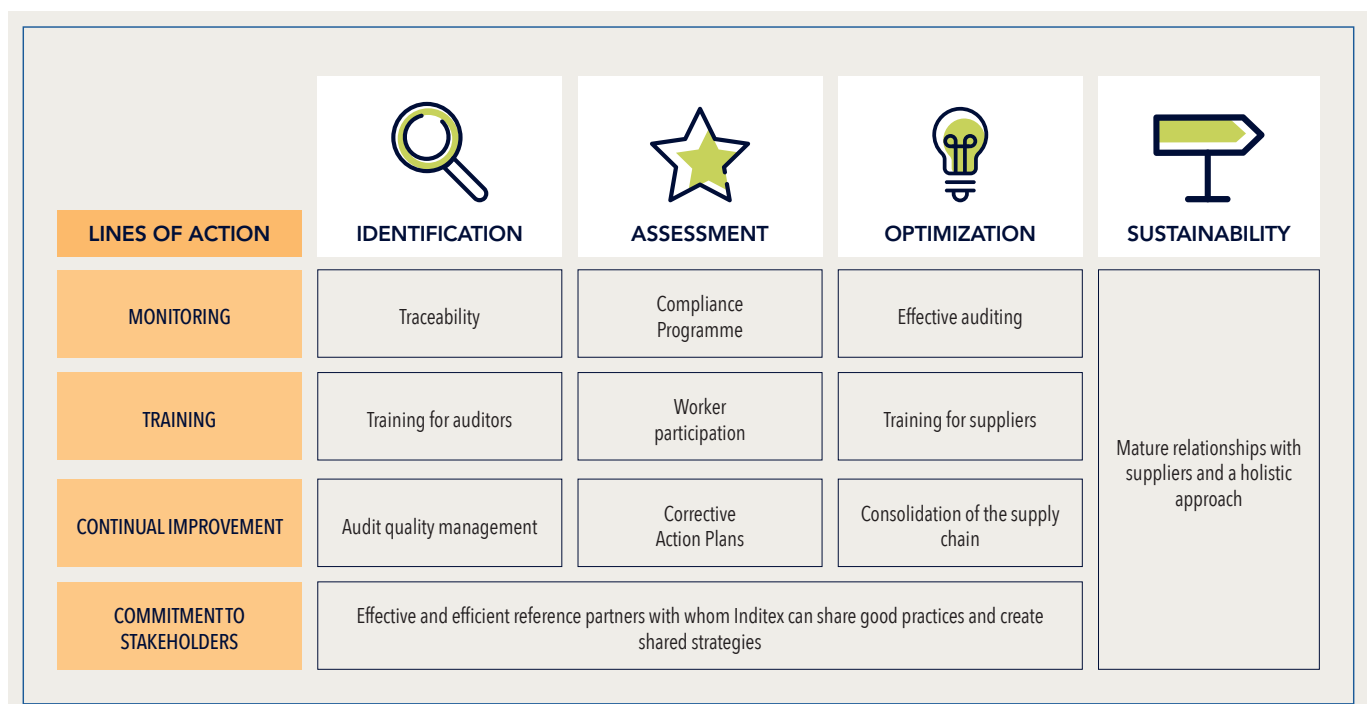 LINES OF ACTION
IDENTIFICATION
ASSESSMENT
OPTIMIZATION
SUSTAINABILITY
MONITORING
Traceability
Compliance
Programme
Effective auditing
TRAINING
Training for auditors
Worker
participation
Training for suppliers
Mature relationships with
suppliers and a holistic
approach
CONTINUAL IMPROVEMENT
Audit quality management
Corrective
Action Plans
Consolidation of the supply
chain
COMMITMENT TO
STAKEHOLDERS
Effective and efficient reference partners with whom Inditex can share good practices and create
shared strategies